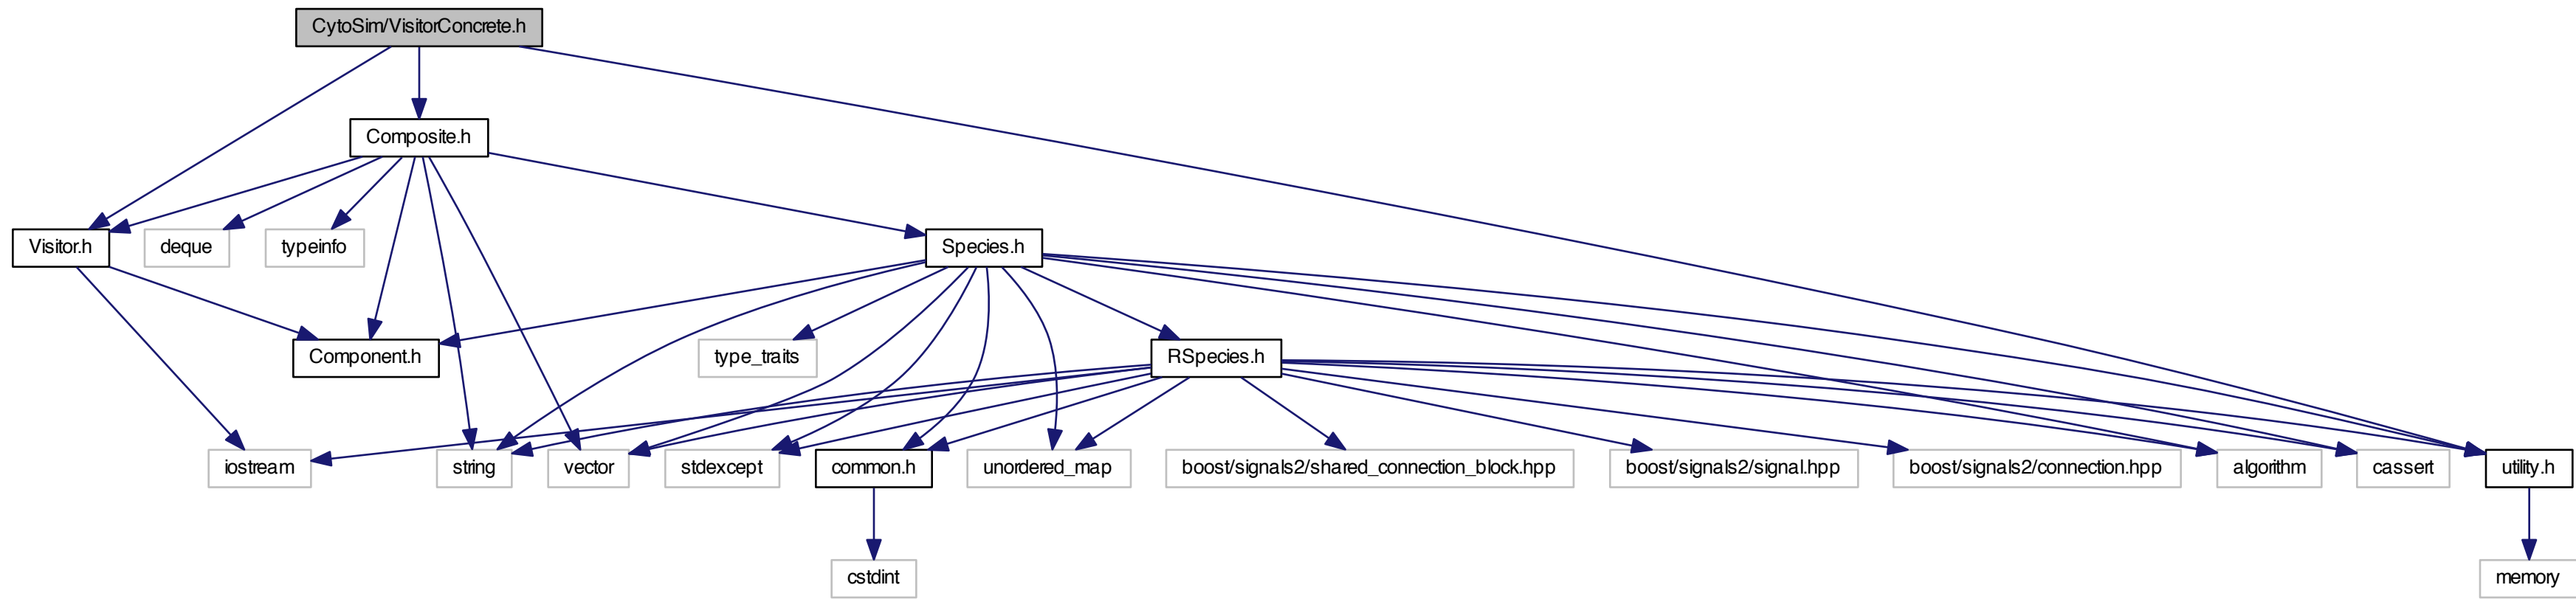 CytoSim/VisitorConcrete.h
Composite.h
Visitor.h
deque
typeinfo
Species.h
Component.h
type_traits
RSpecies.h
iostream
string
vector
stdexcept
common.h
unordered_map
boost/signals2/shared_connection_block.hpp
boost/signals2/signal.hpp
boost/signals2/connection.hpp
algorithm
cassert
utility.h
cstdint
memory